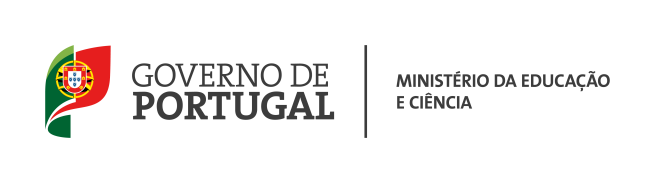 GOVERNO DE
PORTUGAL
MINISTÉRIO DA EDUCAÇÃO
E CIÊNCIA